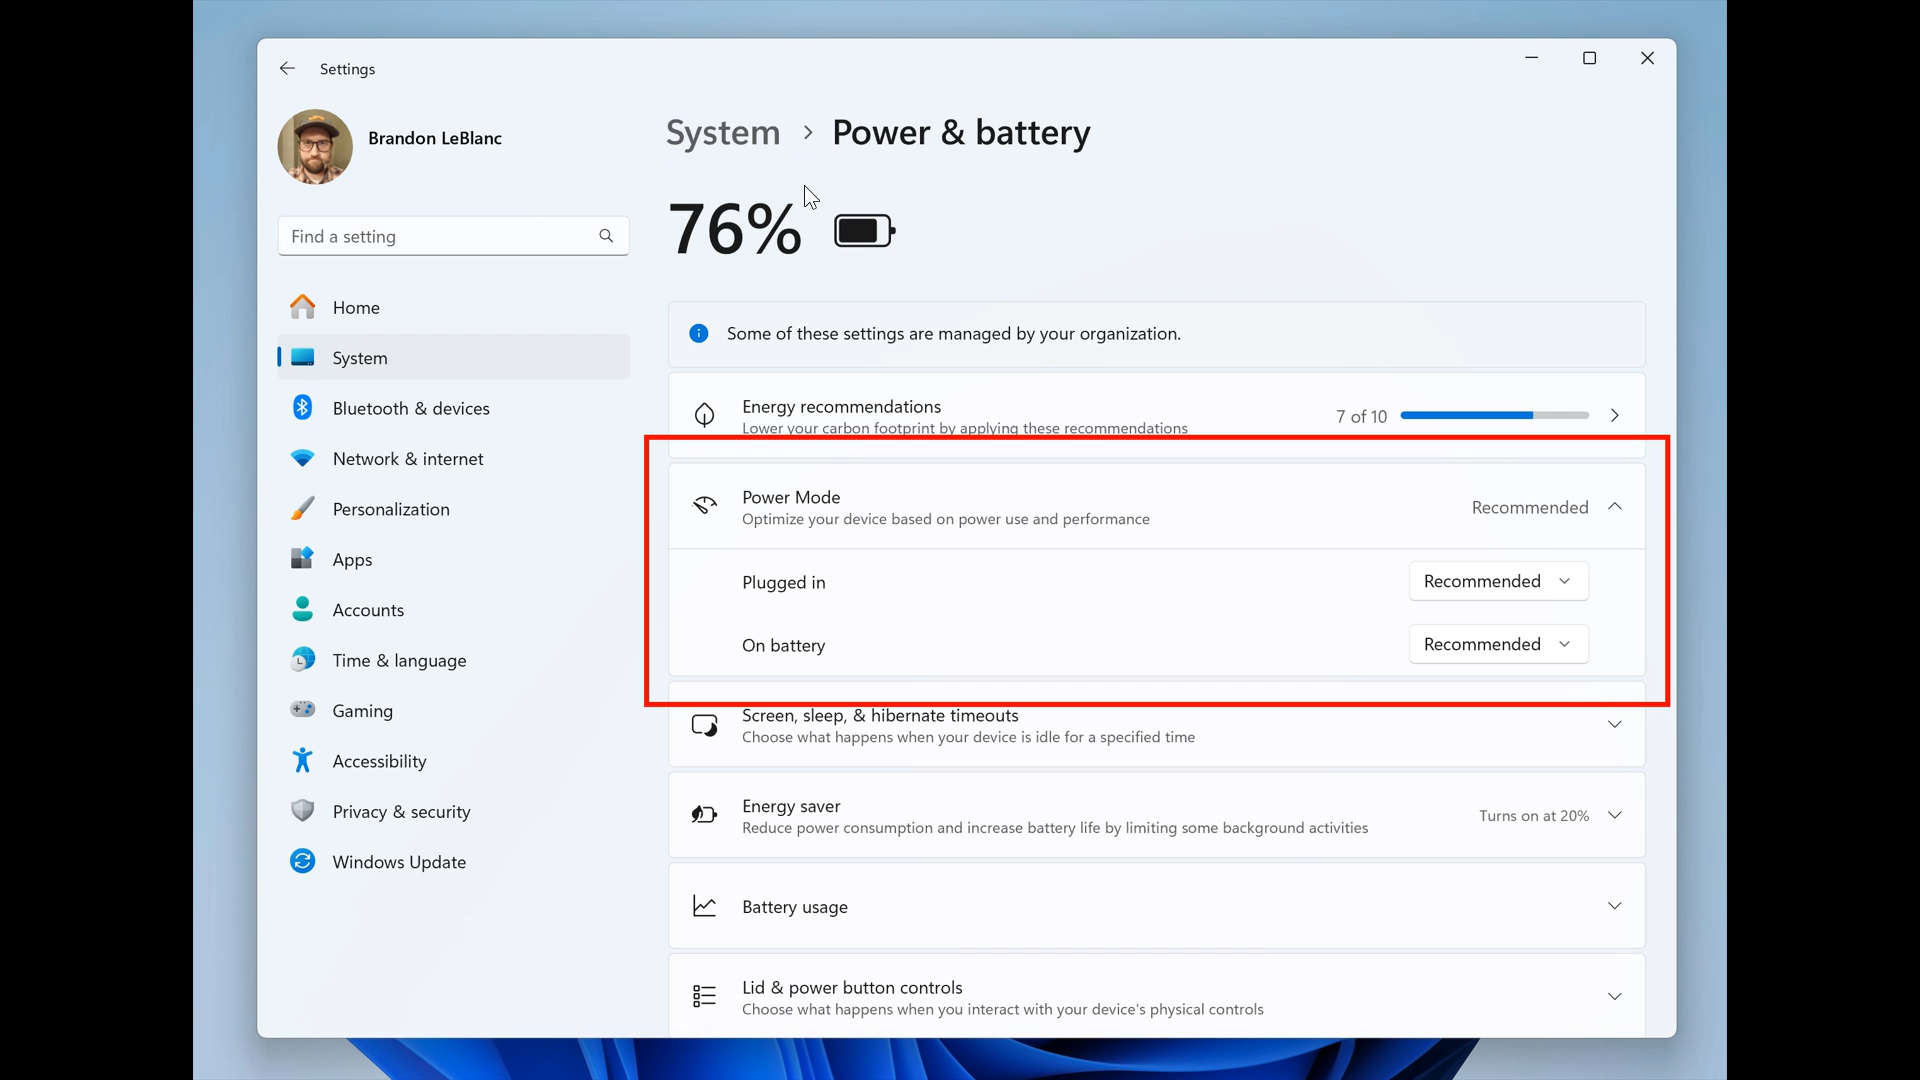 Settings
Brandon LeBlanc
Find a setting
Home
System
Bluetooth & devices
Network & internet
Personalization
Apps
Accounts
Time & language
Gaming
Accessibility
Privacy & security
Windows Update
System > Power & battery
76%
Some of these settings are managed by your organization.
Energy recommendations
Lower your carbon footprint by applying these recommendations
7 of 10
Power Mode
Optimize your device based on power use and performance
Recommended
Plugged in
Recommended
On battery
Recommended
Screen, sleep, & hibernate timeouts
Choose what happens when your device is idle for a specified time
Energy saver
Reduce power consumption and increase battery life by limiting some background activities
Turns on at 20%
Battery usage
Lid & power button controls
Choose what happens when you interact with your device's physical controls